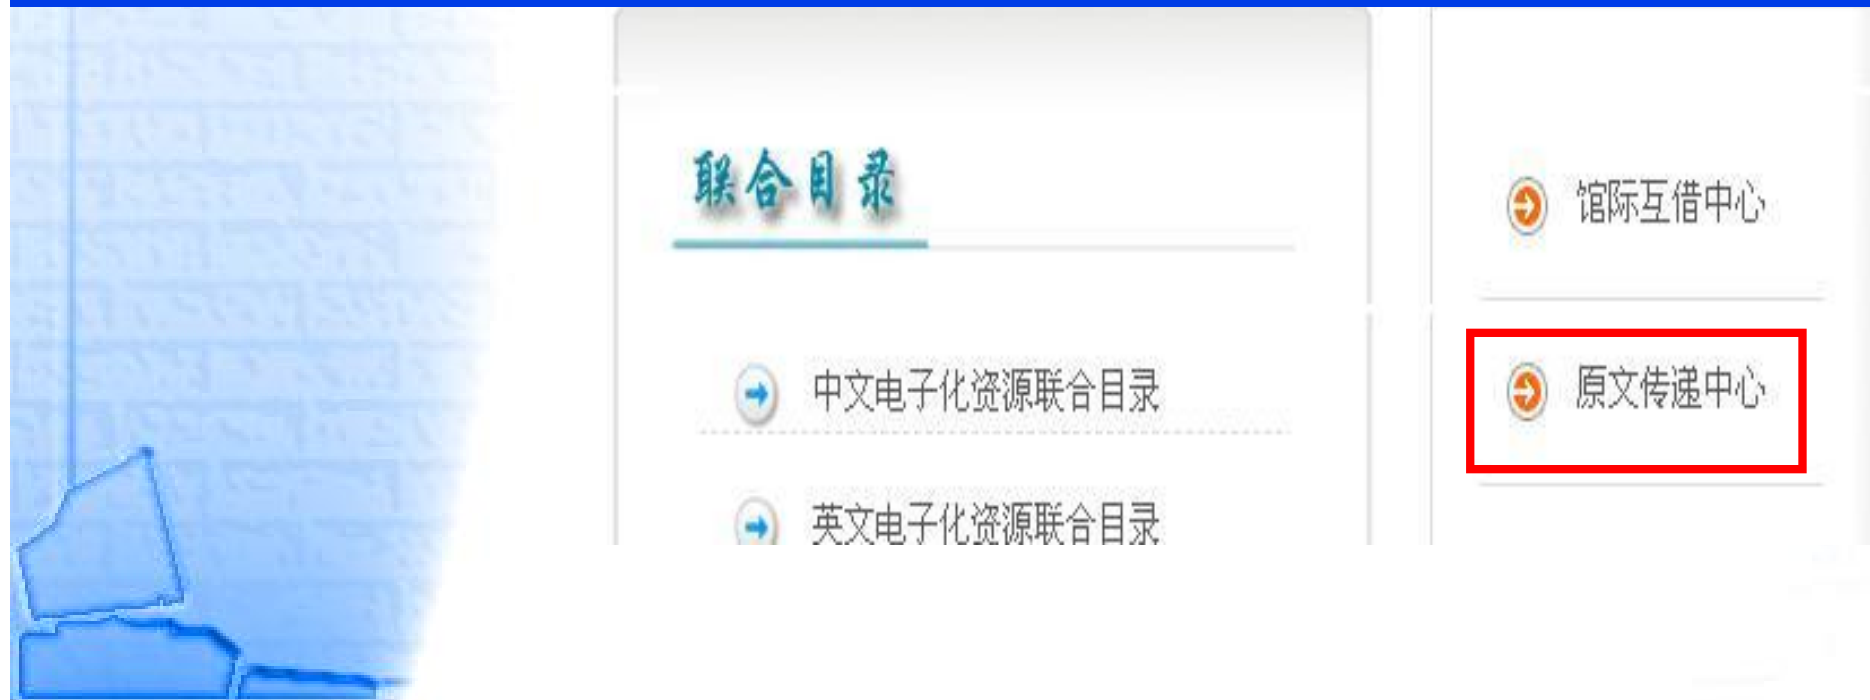 联合目录
中文电子化资源联合目录
英文电子化资源联合目录
馆际互借中心
原文传递中心